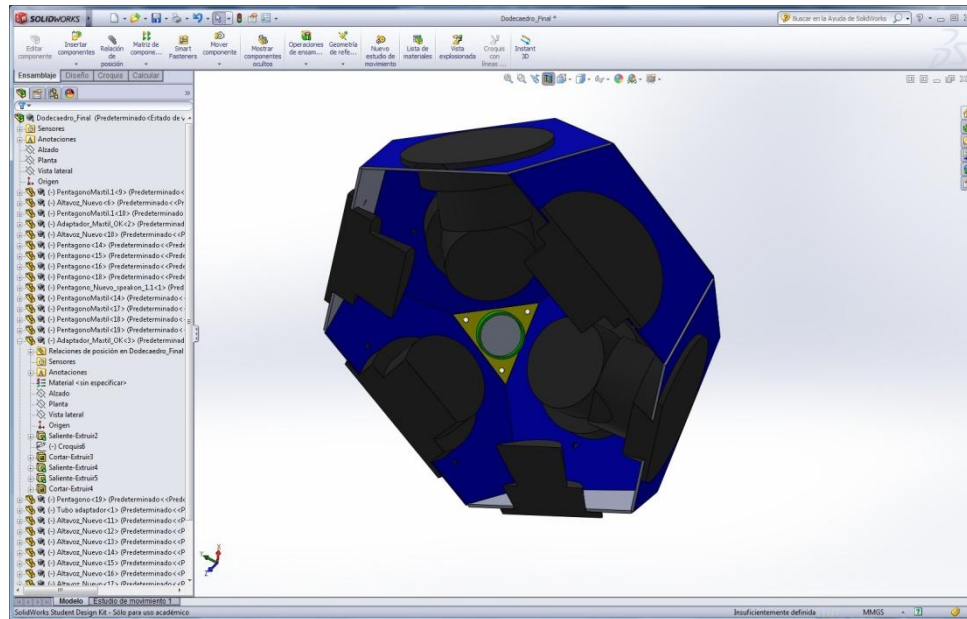 SOLIDWORKS
Dodecaedro_Final *
Buscar en la Ayuda de SolidWorks
Editar componente
Insertar componentes
Relación de posición
Matriz de compone...
Smart Fasteners
Mover componente
Mostrar componentes ocultos
Operaciones de ensam...
Geometría de refe...
Nuevo estudio de movimiento
Lista de materiales
Vista explosionada
Croquis con líneas ...
Instant 3D
Ensamblaje Diseño Croquis Calcular
Dodecaedro_Final (Predeterminado<Estado de v
Sensores
Anotaciones
Alzado
Planta
Vista lateral
Origen
(-) PentagonoMastil.1<9> (Predeterminado<
(-) Altavoz_Nuevo<6> (Predeterminado<<Pr
(-) PentagonoMastil.1<10> (Predeterminado
(-) Adaptador_Mastil_OK<2> (Predeterminad
(-) Altavoz_Nuevo<10> (Predeterminado<<P
(-) Pentagono<14> (Predeterminado<<Prede
(-) Pentagono<15> (Predeterminado<<Prede
(-) Pentagono<16> (Predeterminado<<Prede
(-) Pentagono<18> (Predeterminado<<Prede
(-) Pentagono_Nuevo_speakon_1.1<1> (Pred
(-) PentagonoMastil<14> (Predeterminado<
(-) PentagonoMastil<17> (Predeterminado<
(-) PentagonoMastil<18> (Predeterminado<
(-) PentagonoMastil<19> (Predeterminado<
(-) Adaptador_Mastil_OK<3> (Predeterminad
Relaciones de posición en Dodecaedro_Final
Sensores
Anotaciones
Material <sin especificar>
Alzado
Planta
Vista lateral
Origen
Saliente-Extruir2
(-) Croquis6
Cortar-Extruir3
Saliente-Extruir4
Saliente-Extruir5
Cortar-Extruir4
(-) Pentagono<19> (Predeterminado<<Prede
(-) Tubo adaptador<1> (Predeterminado<<P
(-) Altavoz_Nuevo<11> (Predeterminado<<P
(-) Altavoz_Nuevo<12> (Predeterminado<<P
(-) Altavoz_Nuevo<13> (Predeterminado<<P
(-) Altavoz_Nuevo<14> (Predeterminado<<P
(-) Altavoz_Nuevo<15> (Predeterminado<<P
(-) Altavoz_Nuevo<16> (Predeterminado<<P
(-) Altavoz_Nuevo<17> (Predeterminado<<P
Modelo Estudio de movimiento 1
SolidWorks Student Design Kit - Sólo para uso académico
Insuficientemente definida
MMGS